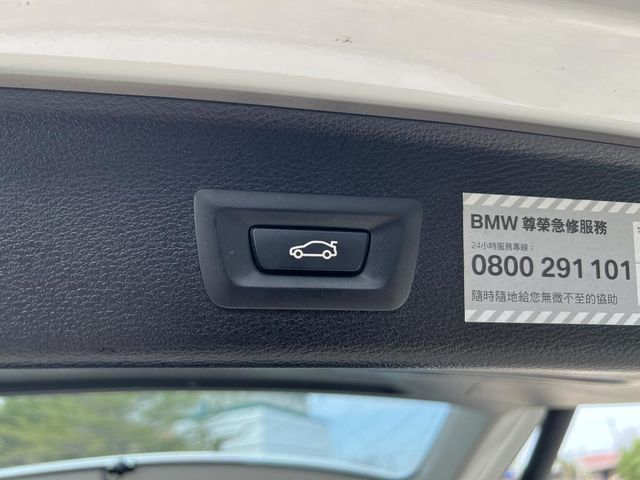 BMW 尊榮急修服務
24小時服務專線：
0800 291 101
隨時隨地給您無微不至的協助